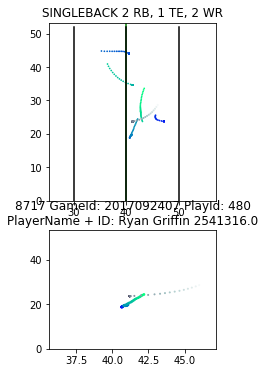 SINGLEBACK 2 RB, 1 TE, 2 WR
50
40
30
20
10
0
30 40 50
8717 GameId: 2017092407 PlayId: 480
PlayerName + ID: Ryan Griffin 2541316.0
40
20
0
37.5 40.0 42.5 45.0